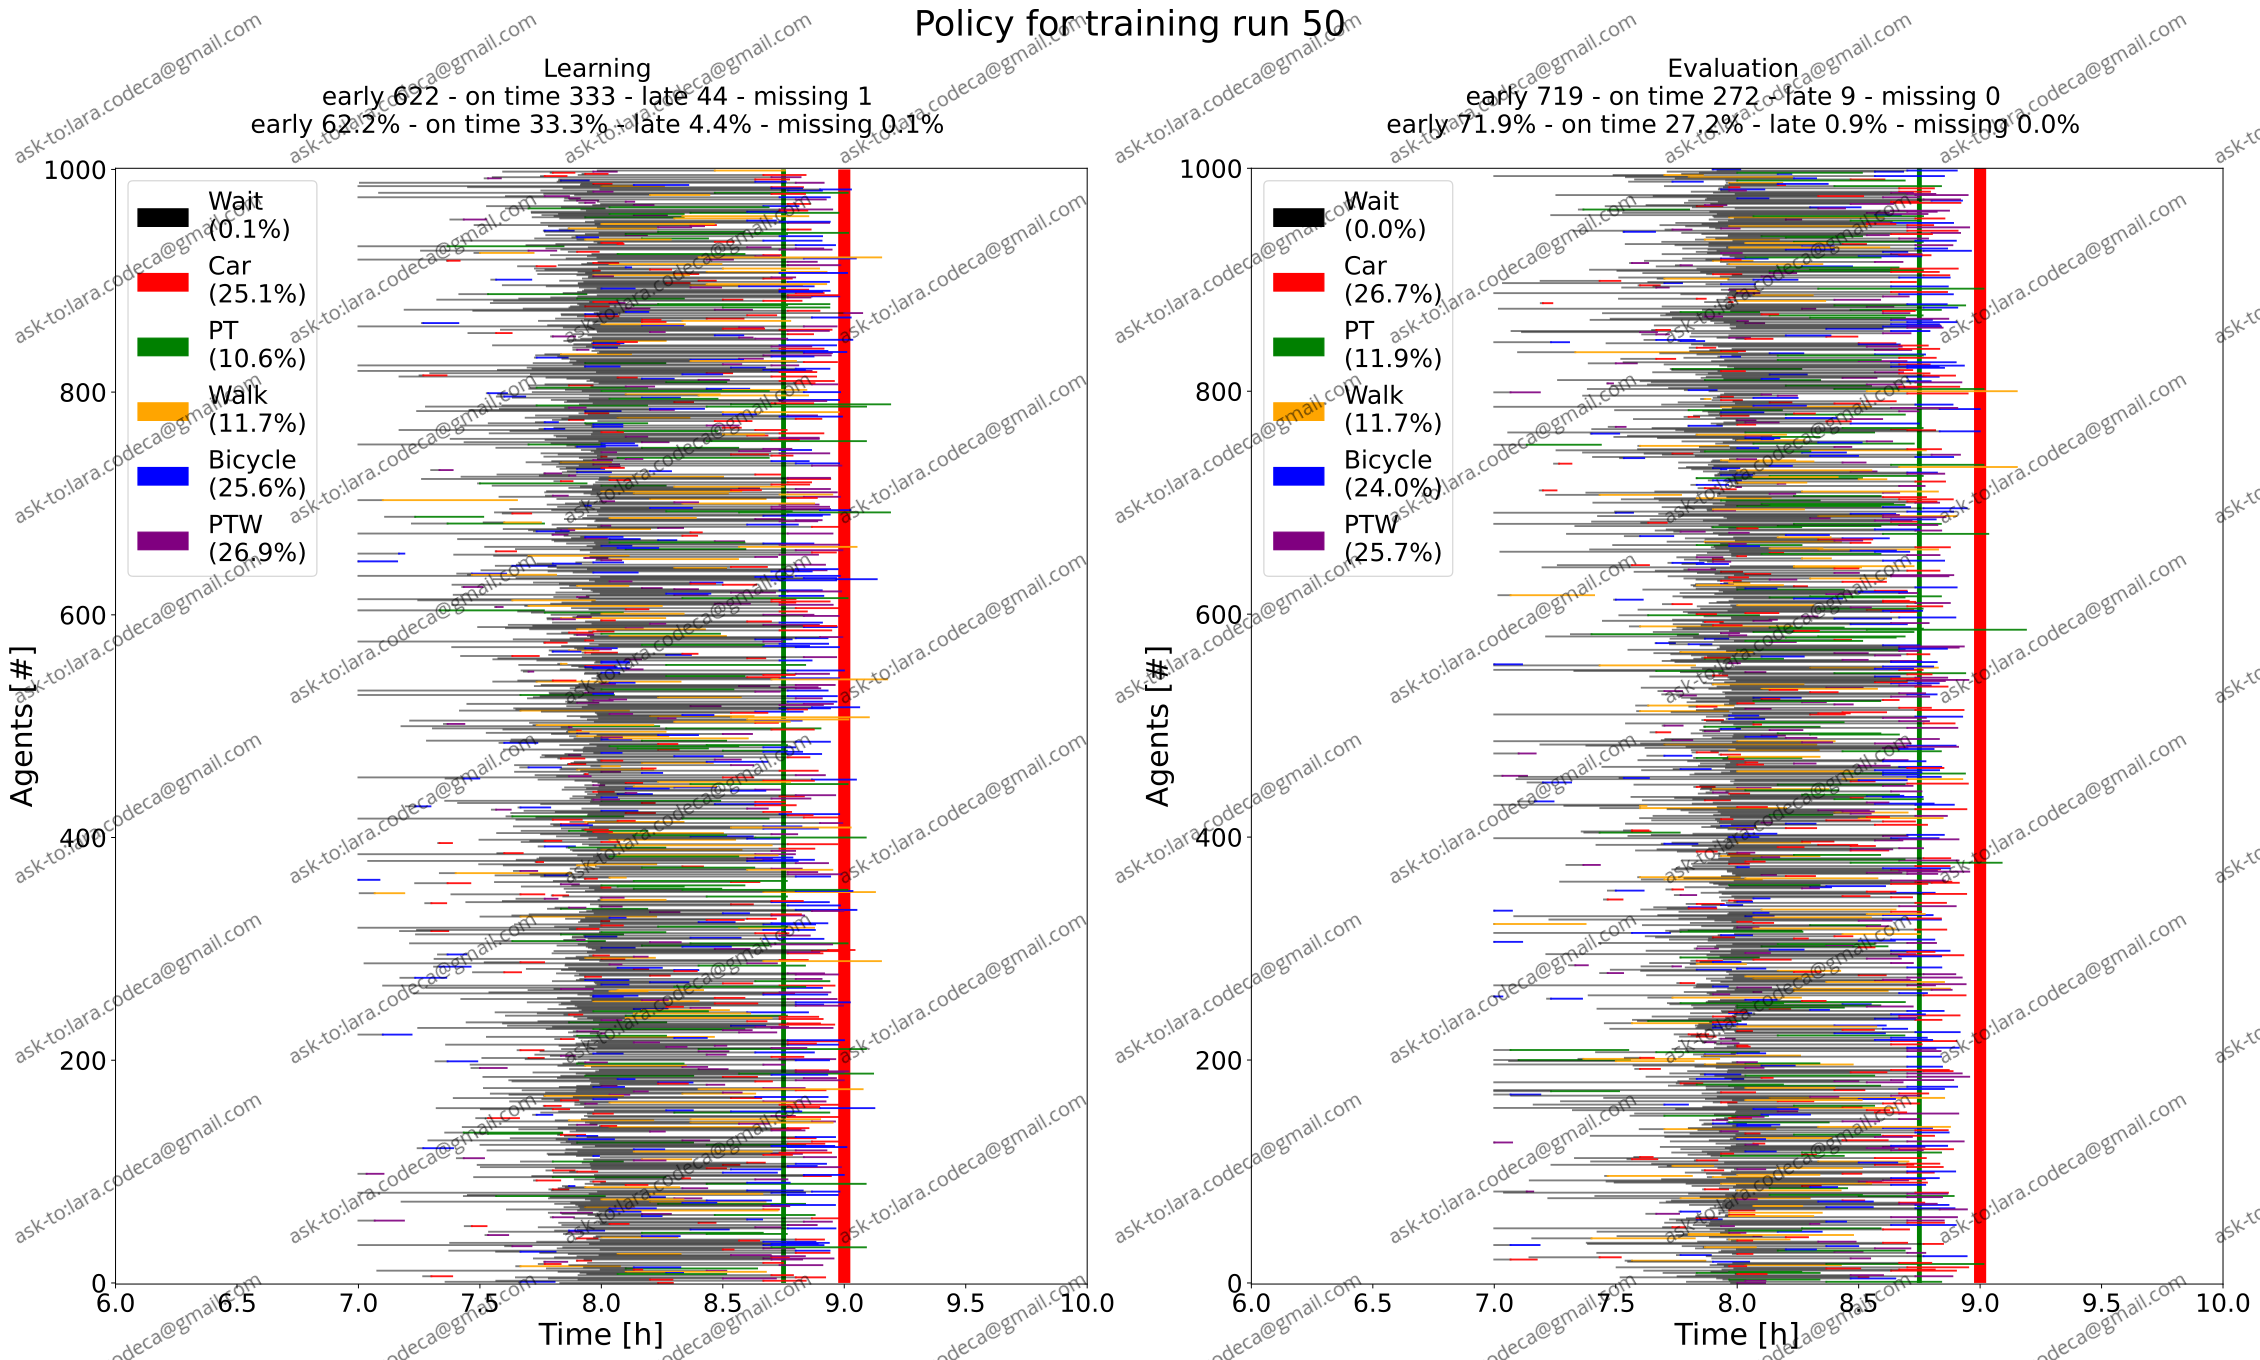 Policy for training run 50
Learning
early 622 - on time 333 - late 44 - missing 1
early 62.2% - on time 33.3% - late 4.4% - missing 0.1%
Agents [#]
1000
800
600
400
200
0
Wait
(0.1%)
Car
(25.1%)
PT
(10.6%)
Walk
(11.7%)
Bicycle
(25.6%)
PTW
(26.9%)
6.0 6.5 7.0 7.5 8.0 8.5 9.0 9.5 10.0
Time [h]
Evaluation
early 719 - on time 272 - late 9 - missing 0
early 71.9% - on time 27.2% - late 0.9% - missing 0.0%
Agents [#]
1000
800
600
400
200
0
Wait
(0.0%)
Car
(26.7%)
PT
(11.9%)
Walk
(11.7%)
Bicycle
(24.0%)
PTW
(25.7%)
6.0 6.5 7.0 7.5 8.0 8.5 9.0 9.5 10.0
Time [h]
ask-to:lara.codeca@gmail.com